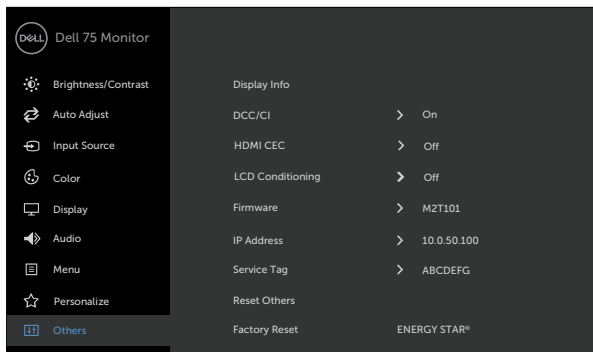 DELL
Dell 75 Monitor
Brightness/Contrast
Auto Adjust
Input Source
Color
Display
Audio
Menu
Personalize
Others
Display Info
DCC/CI > On
HDMI CEC > Off
LCD Conditioning > Off
Firmware > M2T101
IP Address > 10.0.50.100
Service Tag > ABCDEFG
Reset Others
Factory Reset ENERGY STAR®